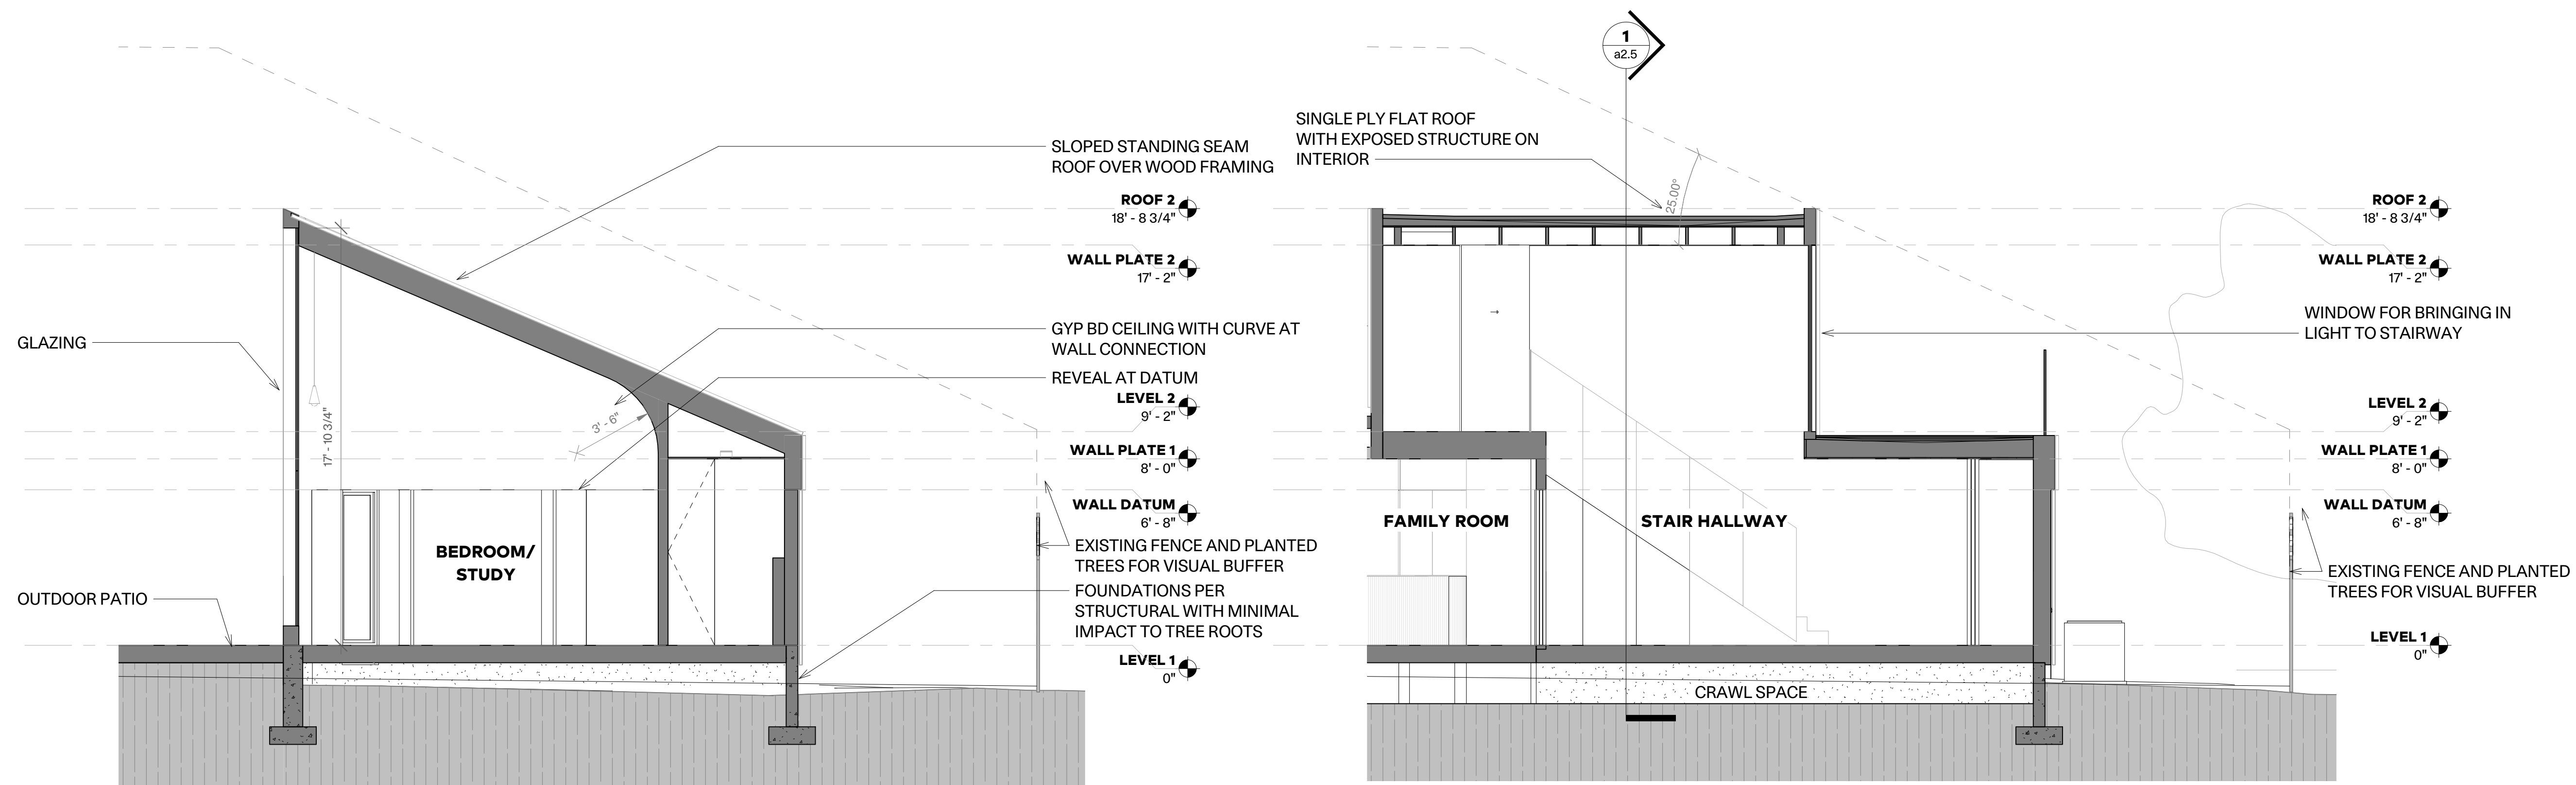 SLOPED STANDING SEAM
ROOF OVER WOOD FRAMING
ROOF 2
18' - 8 3/4"
WALL PLATE 2
17' - 2"
GYP BD CEILING WITH CURVE AT
WALL CONNECTION
REVEAL AT DATUM
LEVEL 2
9' - 2"
WALL PLATE 1
8' - 0"
WALL DATUM
6' - 8"
EXISTING FENCE AND PLANTED
TREES FOR VISUAL BUFFER
FOUNDATIONS PER
STRUCTURAL WITH MINIMAL
IMPACT TO TREE ROOTS
LEVEL 1
0"
GLAZING
17' - 10 3/4"
3' - 6"
BEDROOM/
STUDY
OUTDOOR PATIO
1
a2.5
SINGLE PLY FLAT ROOF
WITH EXPOSED STRUCTURE ON
INTERIOR
25.00°
ROOF 2
18' - 8 3/4"
WALL PLATE 2
17' - 2"
WINDOW FOR BRINGING IN
LIGHT TO STAIRWAY
LEVEL 2
9' - 2"
WALL PLATE 1
8' - 0"
WALL DATUM
6' - 8"
FAMILY ROOM
STAIR HALLWAY
EXISTING FENCE AND PLANTED
TREES FOR VISUAL BUFFER
LEVEL 1
0"
CRAWL SPACE